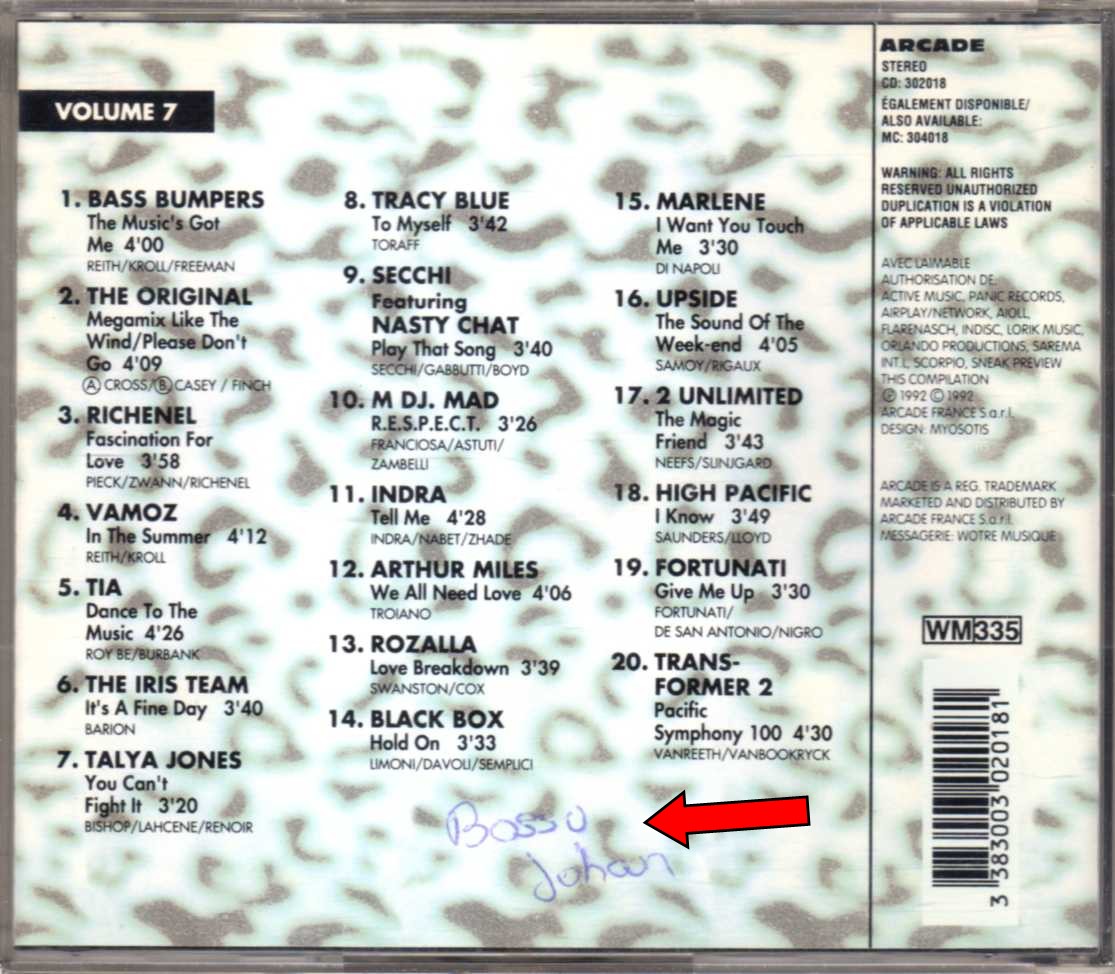 VOLUME 7
1. BASS BUMPERS
The Music's Got
Me 4'00
REITH/KROLL/FREEMAN
2. THE ORIGINAL
Megamix Like The
Wind/Please Don't
Go 4'09
Ⓐ CROSS/Ⓑ CASEY / FINCH
3. RICHENEL
Fascination For
Love 3'58
PIECK/ZWANN/RICHENEL
4. VAMOZ
In The Summer 4'12
REITH/KROLL
5. TIA
Dance To The
Music 4'26
ROY BE/BURBANK
6. THE IRIS TEAM
It's A Fine Day 3'40
BARION
7. TALYA JONES
You Can't
Fight It 3'20
BISHOP/LAHCENE/RENOIR
8. TRACY BLUE
To Myself 3'42
TORAFF
9. SECCHI
Featuring
NASTY CHAT
Play That Song 3'40
SECCHI/GABBUTTI/BOYD
10. M DJ. MAD
R.E.S.P.E.C.T. 3'26
FRANCIOSA/ASTUTI/
ZAMBELLI
11. INDRA
Tell Me 4'28
INDRA/NABET/ZHADE
12. ARTHUR MILES
We All Need Love 4'06
TROIANO
13. ROZALLA
Love Breakdown 3'39
SWANSTON/COX
14. BLACK BOX
Hold On 3'33
LIMONI/DAVOLI/SEMPLICI
15. MARLENE
I Want You Touch
Me 3'30
DI NAPOLI
16. UPSIDE
The Sound Of The
Week-end 4'05
SAMOY/RIGAUX
17. 2 UNLIMITED
The Magic
Friend 3'43
NEEFS/SLINJGARD
18. HIGH PACIFIC
I Know 3'49
SAUNDERS/LLOYD
19. FORTUNATI
Give Me Up 3'30
FORTUNATI/
DE SAN ANTONIO/NIGRO
20. TRANS-
FORMER 2
Pacific
Symphony 100 4'30
VANREETH/VANBOOKRYCK
Bossu
Johan
ARCADE
STEREO
CD: 302018
ÉGALEMENT DISPONIBLE/
ALSO AVAILABLE:
MC: 304018
WARNING: ALL RIGHTS
RESERVED UNAUTHORIZED
DUPLICATION IS A VIOLATION
OF APPLICABLE LAWS
AVEC L'AIMABLE
AUTORISATION DE:
ACTIVE MUSIC, PANIC RECORDS,
AIRPLAY/NETWORK, AIOLI,
FLARENASCH, INDISC, LORIK MUSIC,
ORLANDO PRODUCTIONS, SAREMA
INT.L, SCORPIO, SNEAK PREVIEW
THIS COMPILATION
℗ 1992 © 1992
ARCADE FRANCE S.a.r.l.
DESIGN: MYOSOTIS
ARCADE IS A REG. TRADEMARK
MARKETED AND DISTRIBUTED BY
ARCADE FRANCE S.a.r.l.
MESSAGERIE: WOTRE MUSIQUE
WM335
3 383003 020181